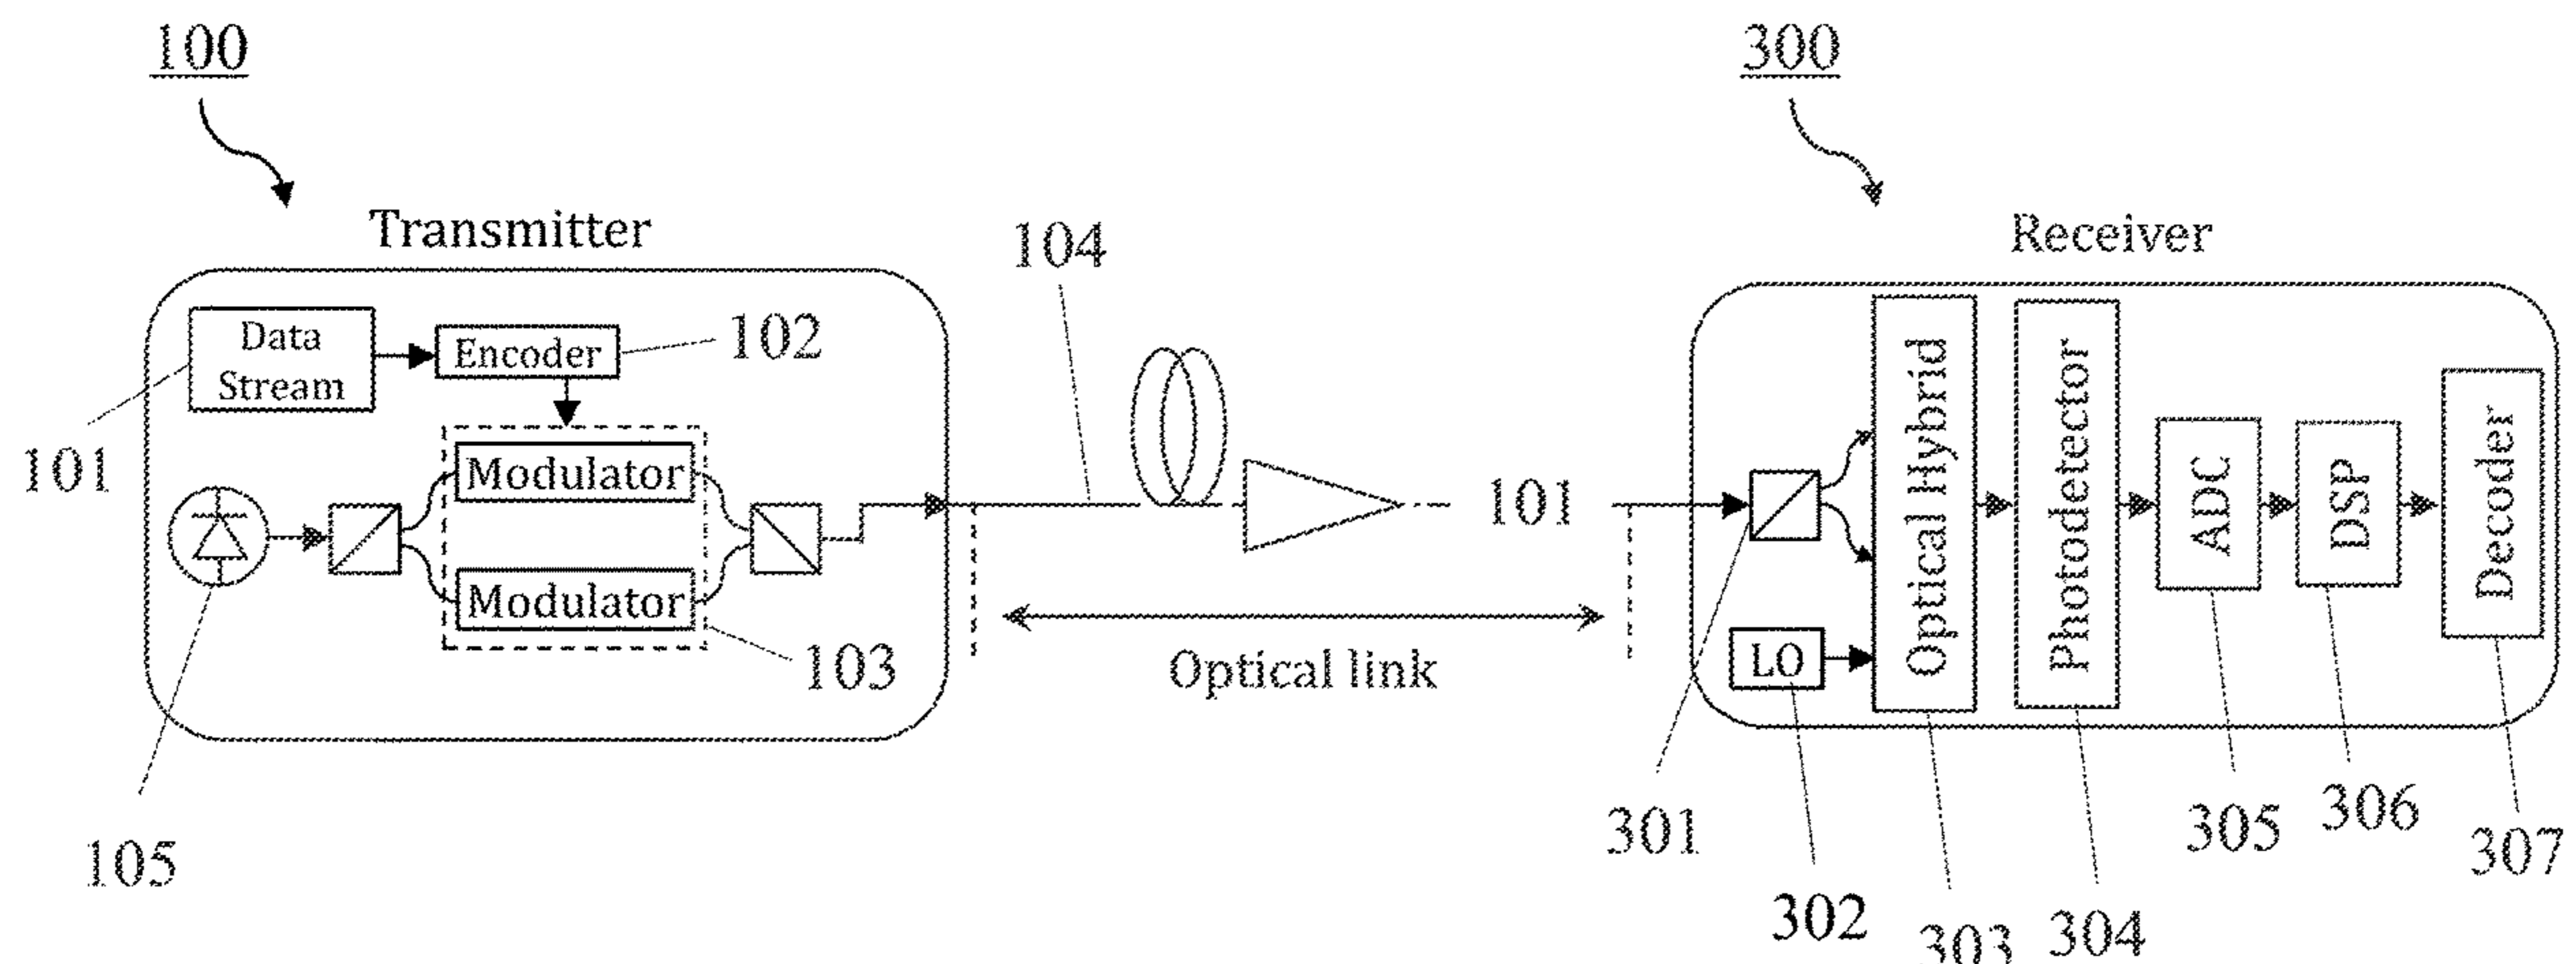 100
300
Transmitter
104
Receiver
Data
Stream
Encoder
102
101
Modulator
Modulator
103
105
101
Optical link
LO
Optical Hybrid
Photodetector
ADC
DSP
Decoder
301
302
303
304
305
306
307